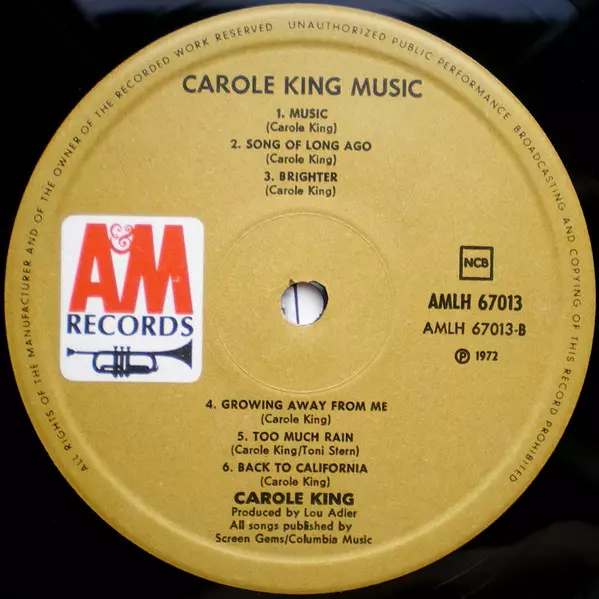 ALL RIGHTS OF THE MANUFACTURER AND OF THE OWNER OF THE RECORDED WORK RESERVED UNAUTHORIZED PUBLIC PERFORMANCE BROADCASTING AND COPYING OF THIS RECORD PROHIBITED
CAROLE KING MUSIC
1. MUSIC
(Carole King)
2. SONG OF LONG AGO
(Carole King)
3. BRIGHTER
(Carole King)
A&M
RECORDS
NCB
AMLH 67013
AMLH 67013-B
Ⓟ 1972
4. GROWING AWAY FROM ME
(Carole King)
5. TOO MUCH RAIN
(Carole King/Toni Stern)
6. BACK TO CALIFORNIA
(Carole King)
CAROLE KING
Produced by Lou Adler
All songs published by
Screen Gems/Columbia Music